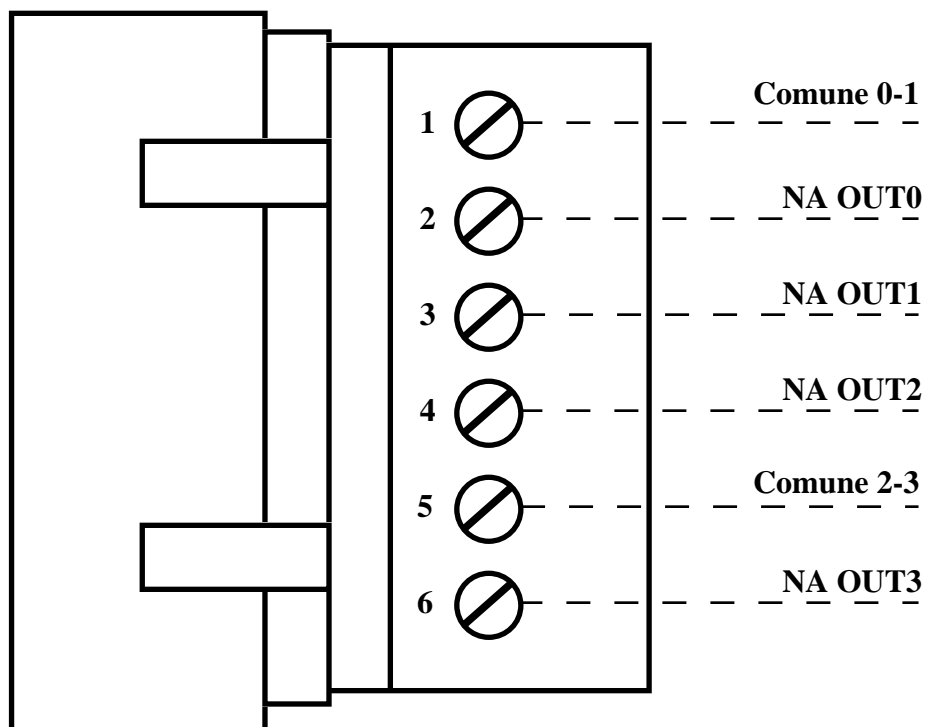 1 Comune 0-1
2 NA OUT0
3 NA OUT1
4 NA OUT2
5 Comune 2-3
6 NA OUT3